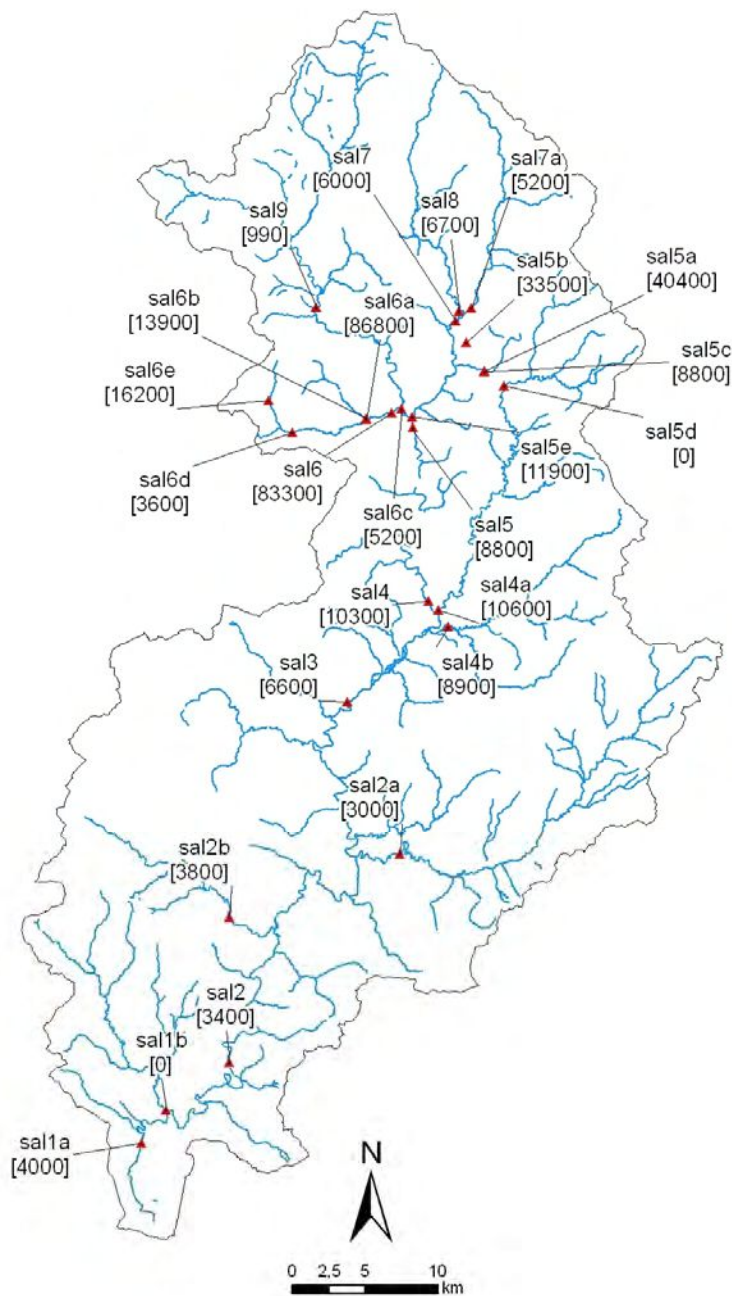 sal7
[6000]
sal7a
[5200]
sal8
[6700]
sal9
[990]
sal5b
[33500]
sal5a
[40400]
sal6b
[13900]
sal6a
[86800]
sal5c
[8800]
sal6e
[16200]
sal5d
[0]
sal5e
[11900]
sal6d
[3600]
sal6
[83300]
sal6c
[5200]
sal5
[8800]
sal4
[10300]
sal4a
[10600]
sal3
[6600]
sal4b
[8900]
sal2a
[3000]
sal2b
[3800]
sal2
[3400]
sal1b
[0]
sal1a
[4000]
N
0 2,5 5 10
km